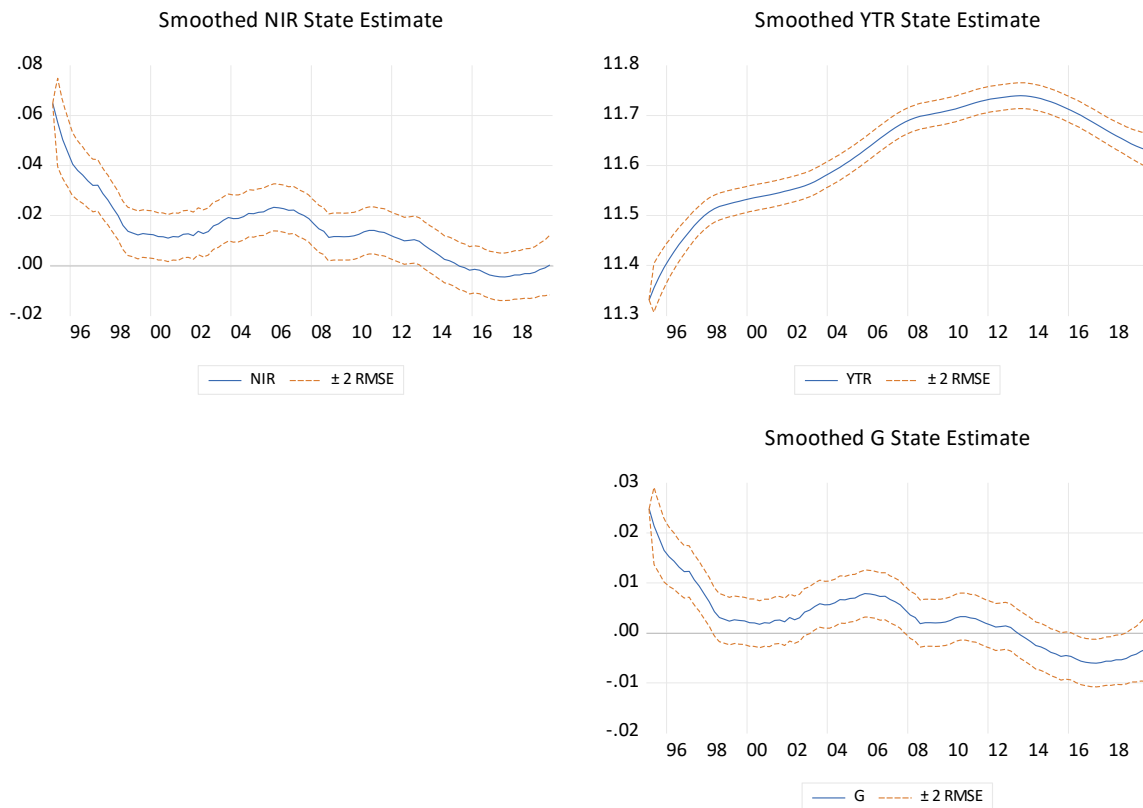 Smoothed NIR State Estimate
.08
.06
.04
.02
.00
-.02
96 98 00 02 04 06 08 10 12 14 16 18
NIR ± 2 RMSE
Smoothed YTR State Estimate
11.8
11.7
11.6
11.5
11.4
11.3
96 98 00 02 04 06 08 10 12 14 16 18
YTR ± 2 RMSE
Smoothed G State Estimate
.03
.02
.01
.00
-.01
-.02
96 98 00 02 04 06 08 10 12 14 16 18
G ± 2 RMSE